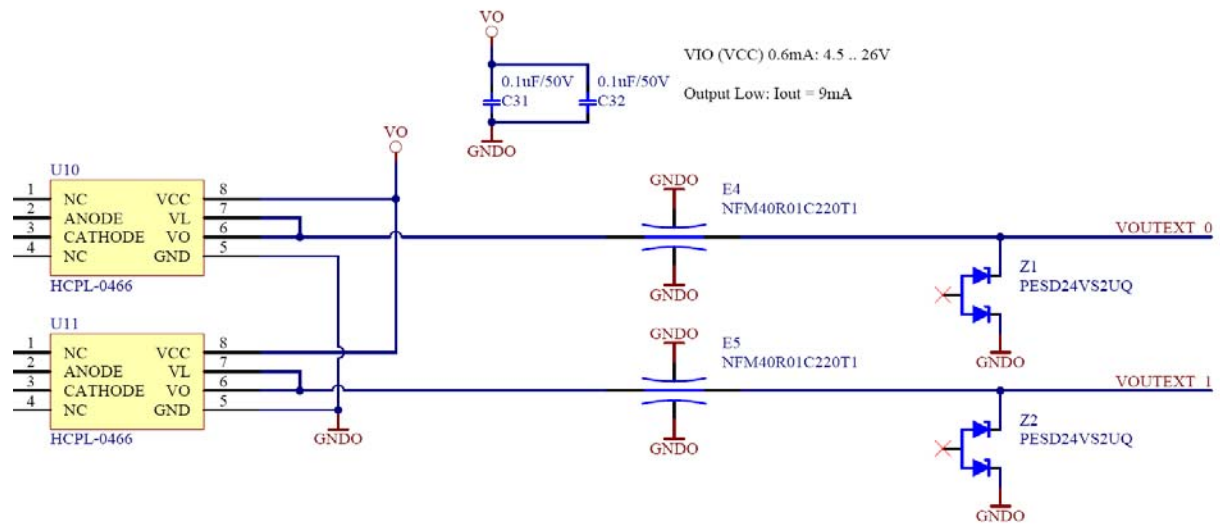 VO
0.1uF/50V
C31
0.1uF/50V
C32
GNDO
VIO (VCC) 0.6mA: 4.5 .. 26V
Output Low: Iout = 9mA
VO
U10
1 NC VCC 8
2 ANODE VL 7
3 CATHODE VO 6
4 NC GND 5
HCPL-0466
GNDO
E4
NFM40R01C220T1
GNDO
VOUTEXT_0
Z1
PESD24VS2UQ
GNDO
U11
1 NC VCC 8
2 ANODE VL 7
3 CATHODE VO 6
4 NC GND 5
HCPL-0466
GNDO
GNDO
E5
NFM40R01C220T1
GNDO
VOUTEXT_1
Z2
PESD24VS2UQ
GNDO